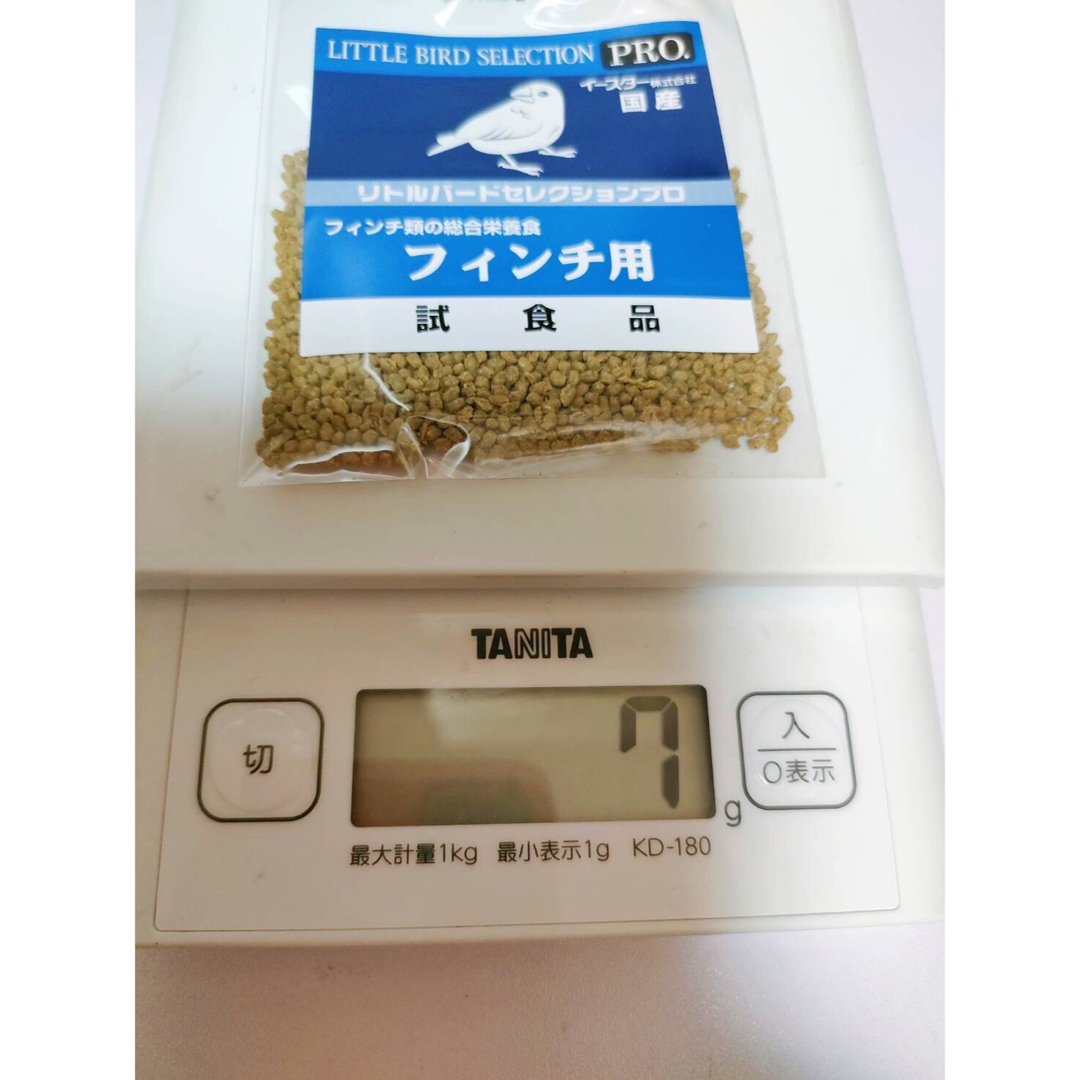 LITTLE BIRD SELECTION PRO.
イースター株式会社
国産
リトルバードセレクションプロ
フィンチ類の総合栄養食
フィンチ用
試食品
TANITA
切
7
g
入
0表示
最大計量1kg 最小表示1g KD-180